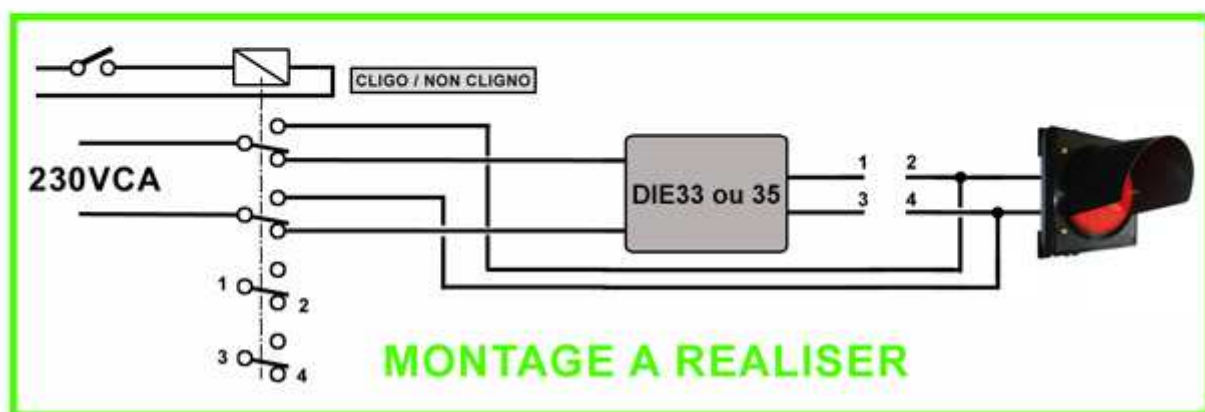 CLIGO / NON CLIGNO
230VCA
DIE33 ou 35
1 2
3 4
1
2
3
4
MONTAGE A REALISER